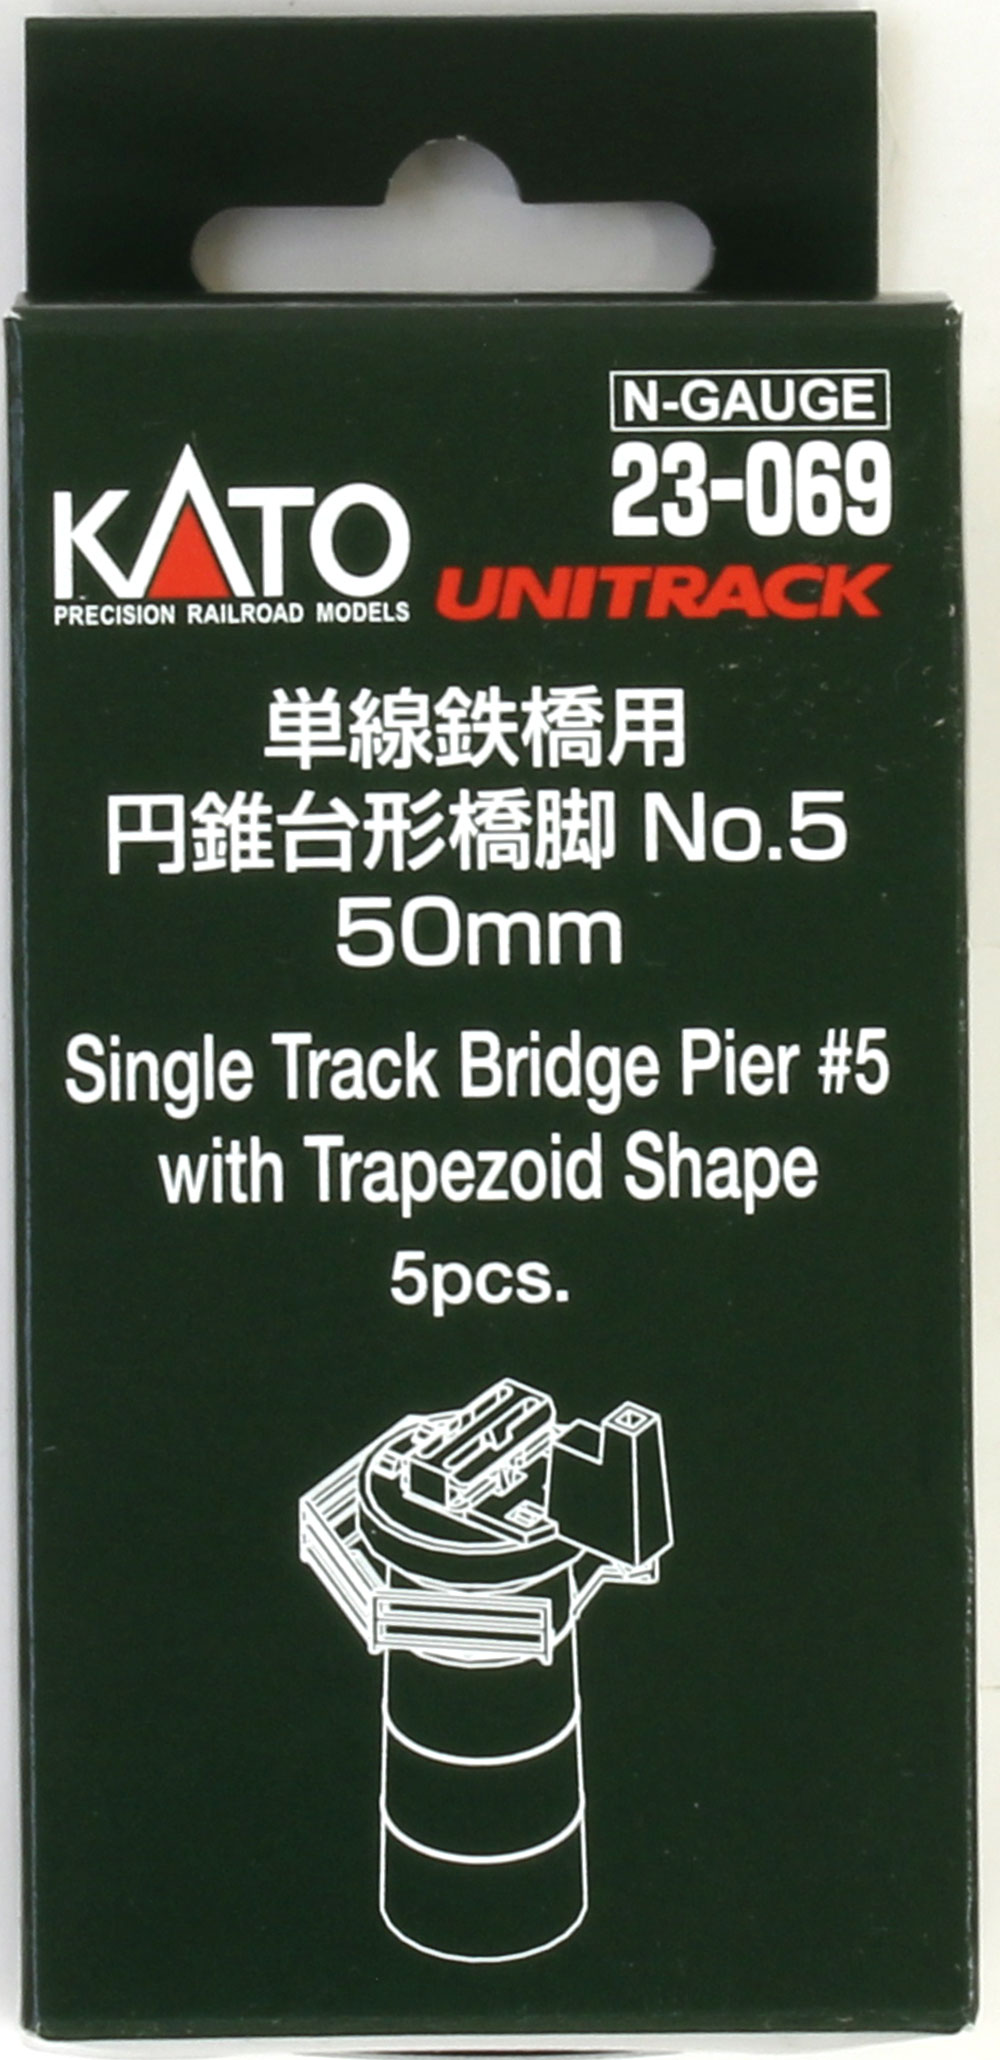 N-GAUGE
23-069
KATO
PRECISION RAILROAD MODELS
UNITRACK
単線鉄橋用
円錐台形橋脚 No.5
50mm
Single Track Bridge Pier #5
with Trapezoid Shape
5pcs.